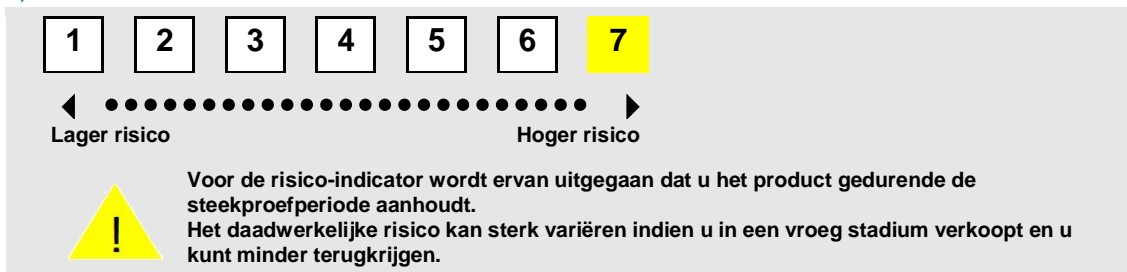 1 2 3 4 5 6 7
Lager risico Hoger risico
!
Voor de risico-indicator wordt ervan uitgegaan dat u het product gedurende de
steekproefperiode aanhoudt.
Het daadwerkelijke risico kan sterk variëren indien u in een vroeg stadium verkoopt en u
kunt minder terugkrijgen.